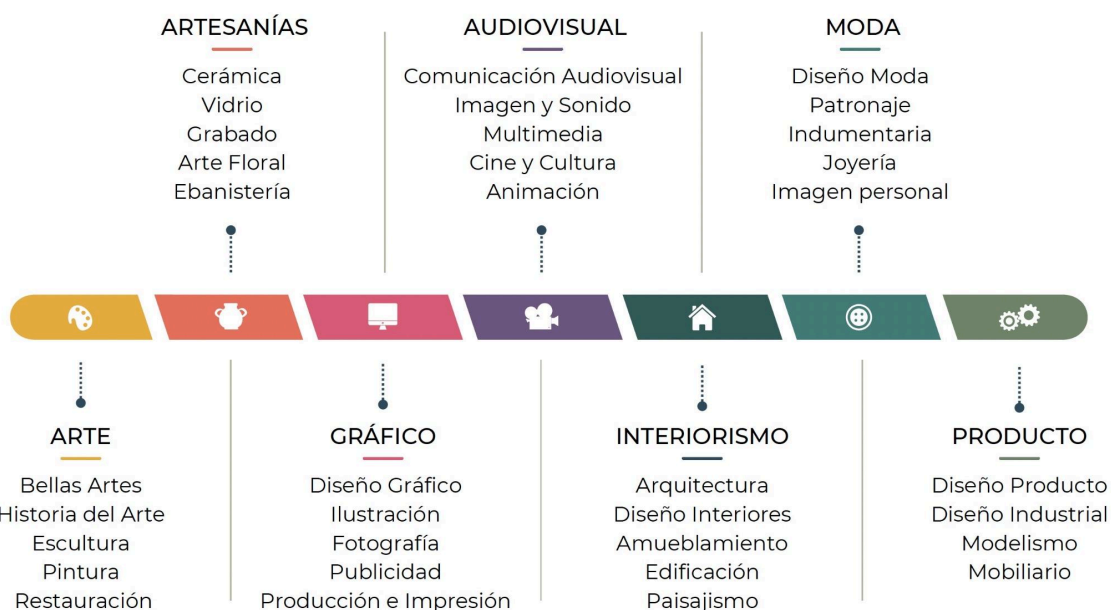 ARTESANÍAS
Cerámica
Vidrio
Grabado
Arte Floral
Ebanistería
AUDIOVISUAL
Comunicación Audiovisual
Imagen y Sonido
Multimedia
Cine y Cultura
Animación
MODA
Diseño Moda
Patronaje
Indumentaria
Joyería
Imagen personal
ARTE
Bellas Artes
Historia del Arte
Escultura
Pintura
Restauración
GRÁFICO
Diseño Gráfico
Ilustración
Fotografía
Publicidad
Producción e Impresión
INTERIORISMO
Arquitectura
Diseño Interiores
Amueblamiento
Edificación
Paisajismo
PRODUCTO
Diseño Producto
Diseño Industrial
Modelismo
Mobiliario